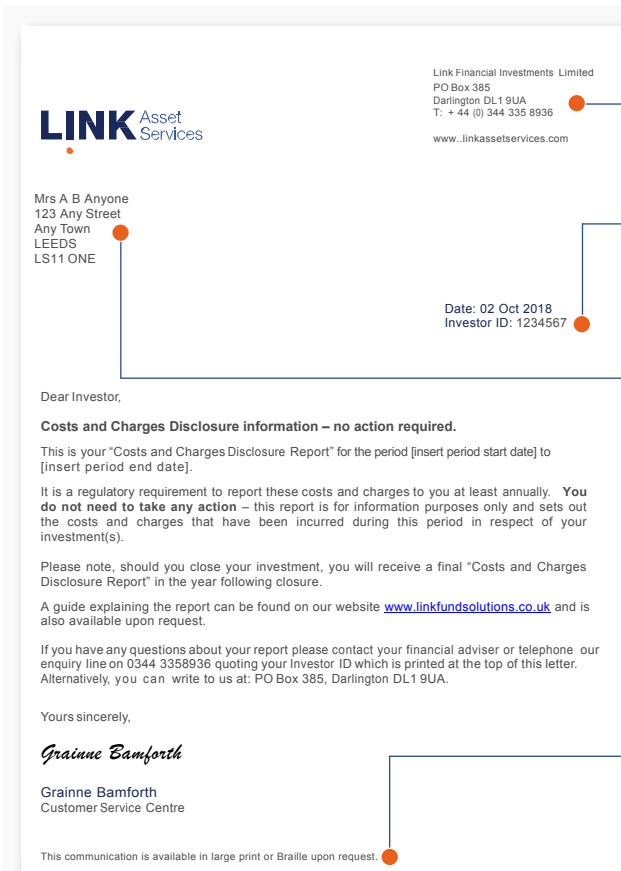 Link Financial Investments Limited
PO Box 385
Darlington DL1 9UA
T: + 44 (0) 344 335 8936
www..linkassetservices.com
LINK Asset
Services
Mrs A B Anyone
123 Any Street
Any Town
LEEDS
LS11 ONE
Date: 02 Oct 2018
Investor ID: 1234567
Dear Investor,
Costs and Charges Disclosure information – no action required.
This is your “Costs and Charges Disclosure Report” for the period [insert period start date] to
[insert period end date].
It is a regulatory requirement to report these costs and charges to you at least annually. You
do not need to take any action – this report is for information purposes only and sets out
the costs and charges that have been incurred during this period in respect of your
investment(s).
Please note, should you close your investment, you will receive a final “Costs and Charges
Disclosure Report” in the year following closure.
A guide explaining the report can be found on our website www.linkfundsolutions.co.uk and is
also available upon request.
If you have any questions about your report please contact your financial adviser or telephone our
enquiry line on 0344 3358936 quoting your Investor ID which is printed at the top of this letter.
Alternatively, you can write to us at: PO Box 385, Darlington DL1 9UA.
Yours sincerely,
Grainne Bamforth
Grainne Bamforth
Customer Service Centre
This communication is available in large print or Braille upon request.